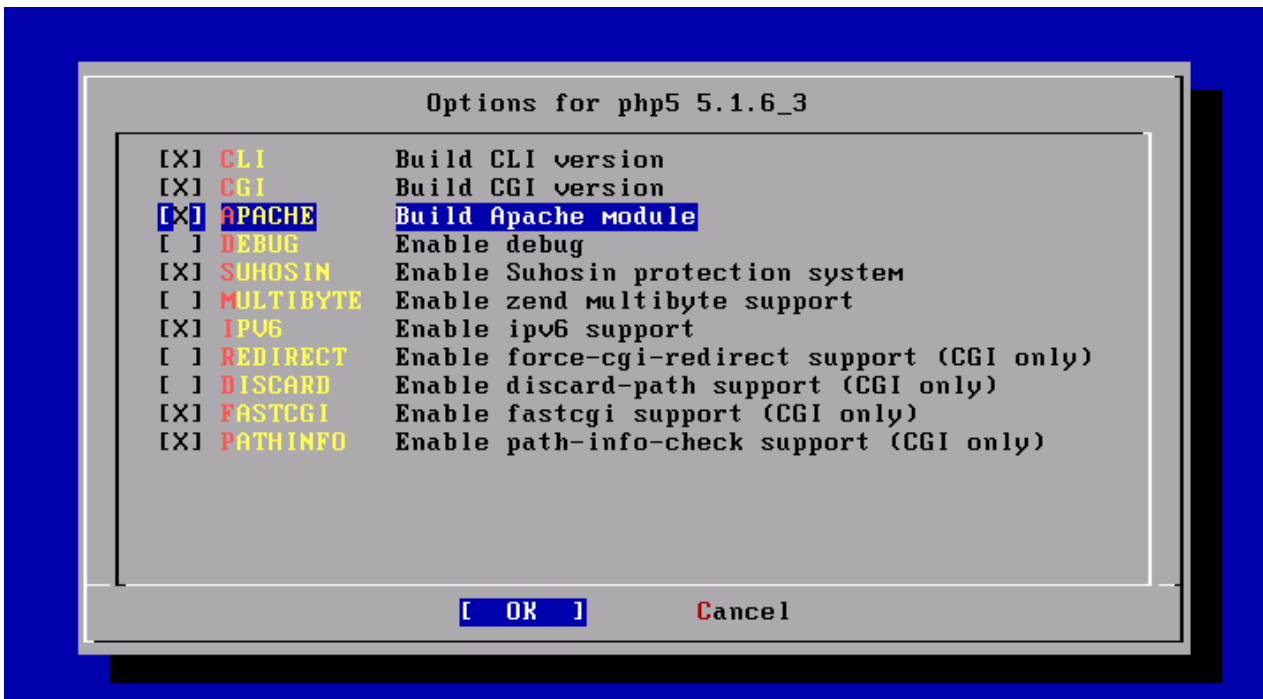 Options for php5 5.1.6_3
[X] CLI Build CLI version
[X] CGI Build CGI version
[X] APACHE Build Apache module
[ ] DEBUG Enable debug
[X] SUHOSIN Enable Suhosin protection system
[ ] MULTIBYTE Enable zend multibyte support
[X] IPV6 Enable ipv6 support
[ ] REDIRECT Enable force-cgi-redirect support (CGI only)
[ ] DISCARD Enable discard-path support (CGI only)
[X] FASTCGI Enable fastcgi support (CGI only)
[X] PATHINFO Enable path-info-check support (CGI only)
[ OK ] Cancel